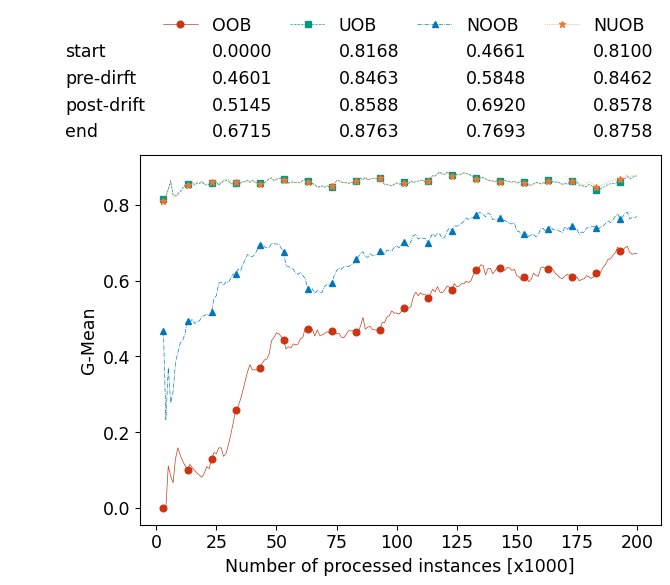 OOB UOB NOOB NUOB
start 0.0000 0.8168 0.4661 0.8100
pre-dirft 0.4601 0.8463 0.5848 0.8462
post-drift 0.5145 0.8588 0.6920 0.8578
end 0.6715 0.8763 0.7693 0.8758
0.8
0.6
0.4
0.2
0.0
G-Mean
0 25 50 75 100 125 150 175 200
Number of processed instances [x1000]